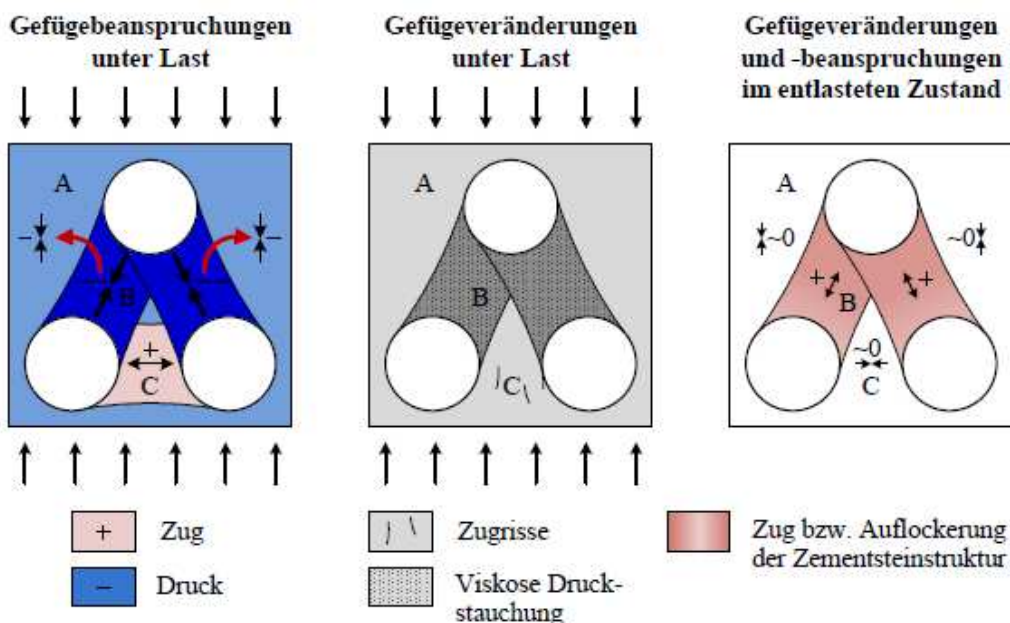 Gefügebeanspruchungen
unter Last
Gefügeveränderungen
unter Last
Gefügeveränderungen
und -beanspruchungen
im entlasteten Zustand
A
–
–
B
+
C
A
B
C
A
~0
~0
+
+
B
~0
C
+ Zug
– Druck
Zugrisse
Viskose Druck-
stauchung
Zug bzw. Auflockerung
der Zementsteinstruktur